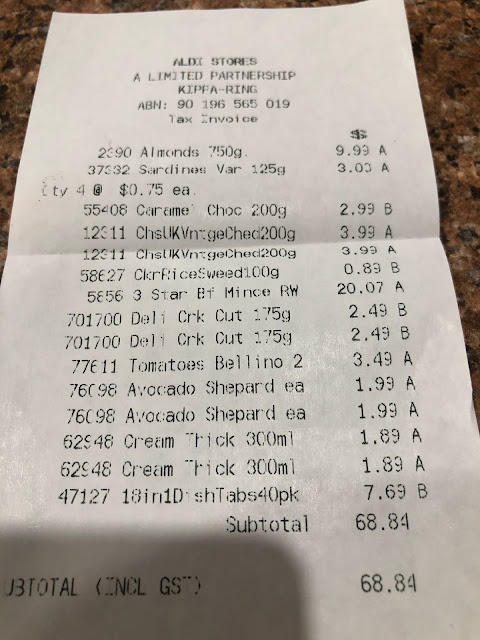 ALDI STORES
A LIMITED PARTNERSHIP
KIPPA-RING
ABN: 90 196 565 019
Tax Invoice
$
2390 Almonds 750g. 9.99 A
37332 Sardines Var 125g 3.00 A
Qty 4 @ $0.75 ea.
55408 Caramel Choc 200g 2.99 B
12311 ChsUKVntgeChed200g 3.99 A
12311 ChsUKVntgeChed200g 3.99 A
58627 CkrRiceSweed100g 0.89 B
5856 3 Star Bf Mince RW 20.07 A
701700 Deli Crk Cut 175g 2.49 B
701700 Deli Crk Cut 175g 2.49 B
77611 Tomatoes Bellino 2 3.49 A
76098 Avocado Shepard ea 1.99 A
76098 Avocado Shepard ea 1.99 A
62948 Cream Thick 300ml 1.89 A
62948 Cream Thick 300ml 1.89 A
47127 18in1DishTabs40pk 7.69 B
Subtotal 68.84
SUBTOTAL (INCL GST) 68.84